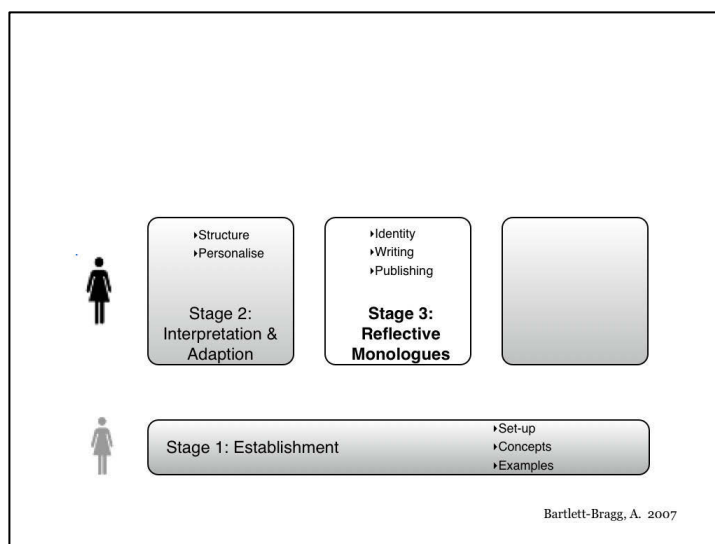 ‣Structure
‣Personalise
Stage 2:
Interpretation &
Adaption
‣Identity
‣Writing
‣Publishing
Stage 3:
Reflective
Monologues
Stage 1: Establishment
‣Set-up
‣Concepts
‣Examples
Bartlett-Bragg, A. 2007